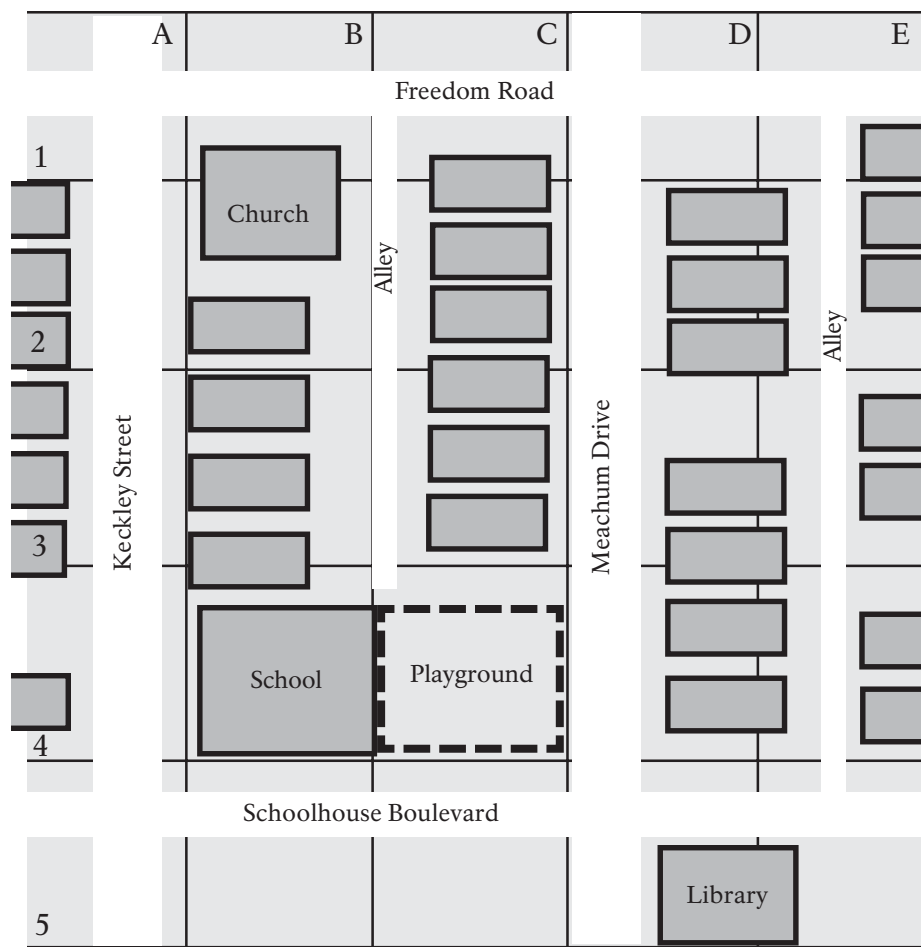 A B C D E
Freedom Road
1
Church
Alley
2
Alley
Keckley Street
Meachum Drive
3
School
Playground
4
Schoolhouse Boulevard
Library
5